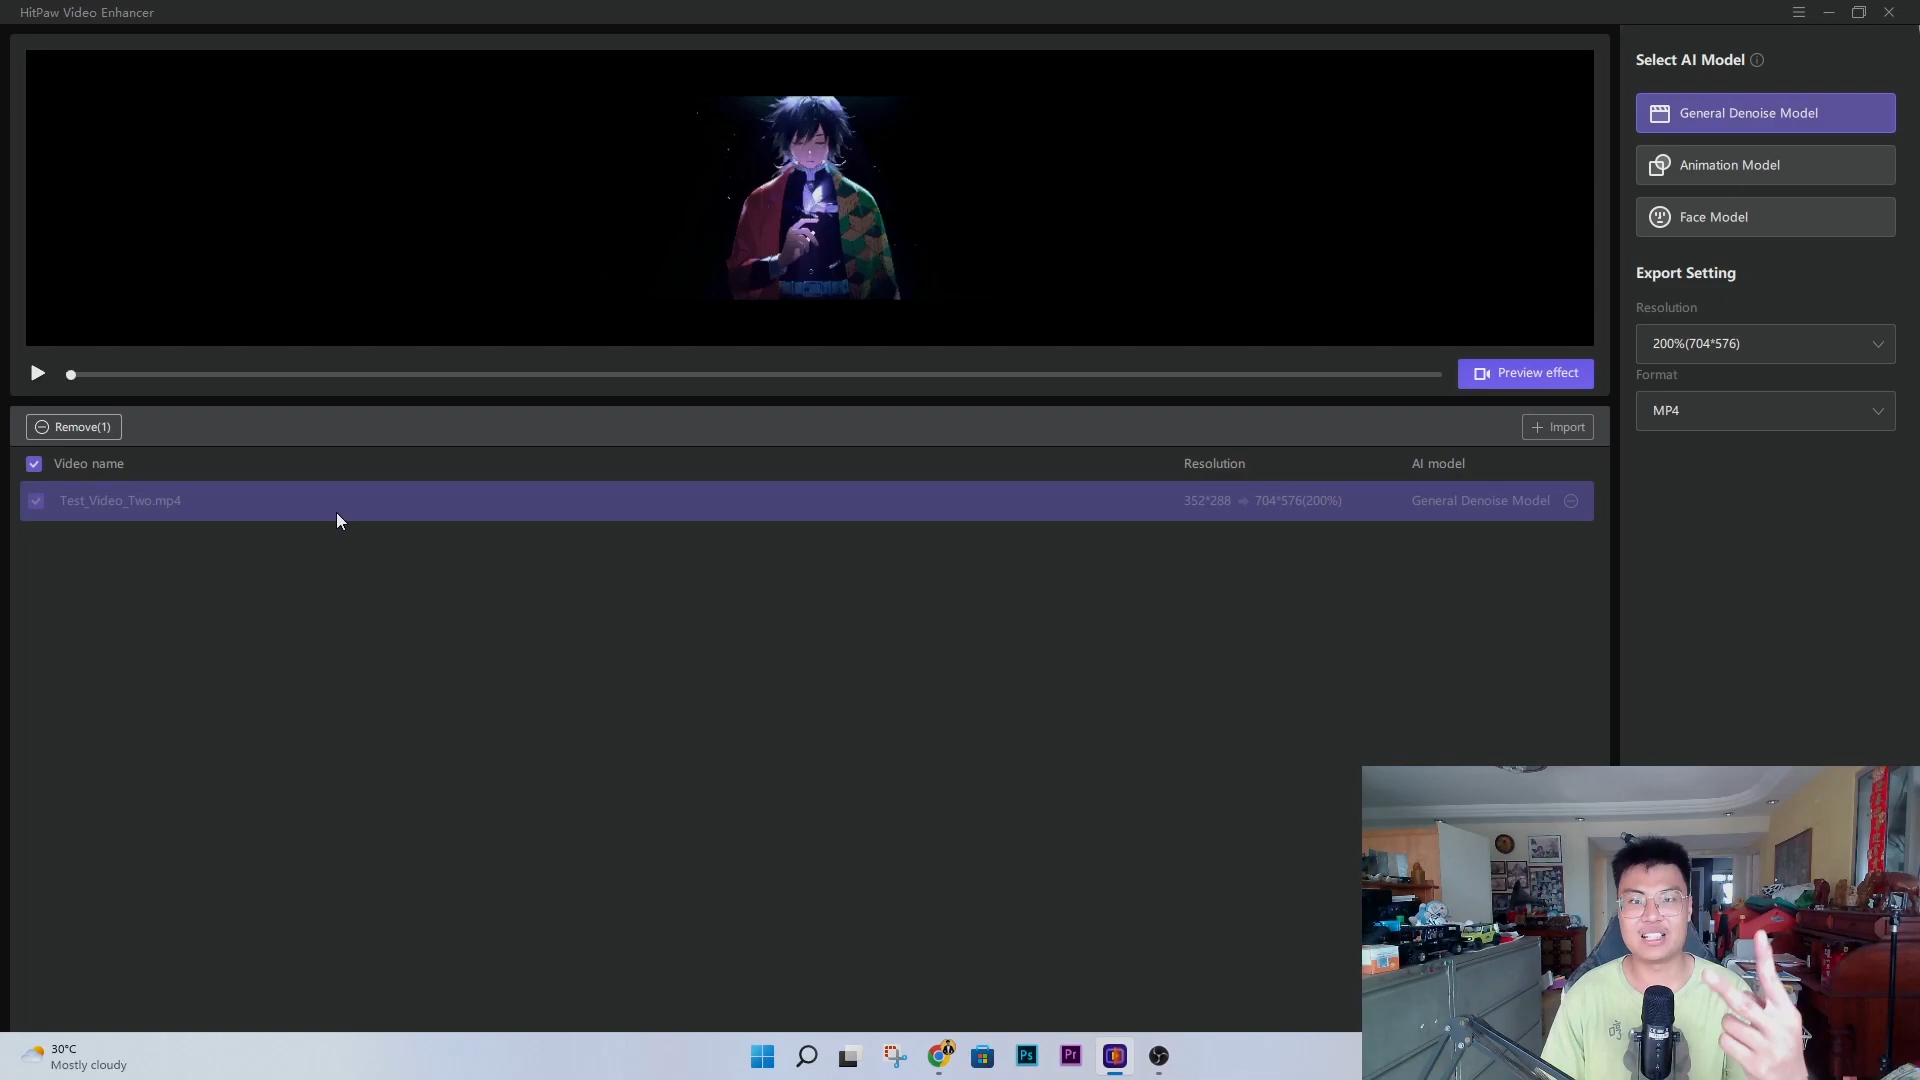 HitPaw Video Enhancer
Select AI Model
General Denoise Model
Animation Model
Face Model
Export Setting
Resolution
200%(704*576)
Format
MP4
Preview effect
Remove(1)
Import
Video name
Resolution
AI model
Test_Video_Two.mp4
352*288
704*576(200%)
General Denoise Model
30°C
Mostly cloudy
Ps
Pr